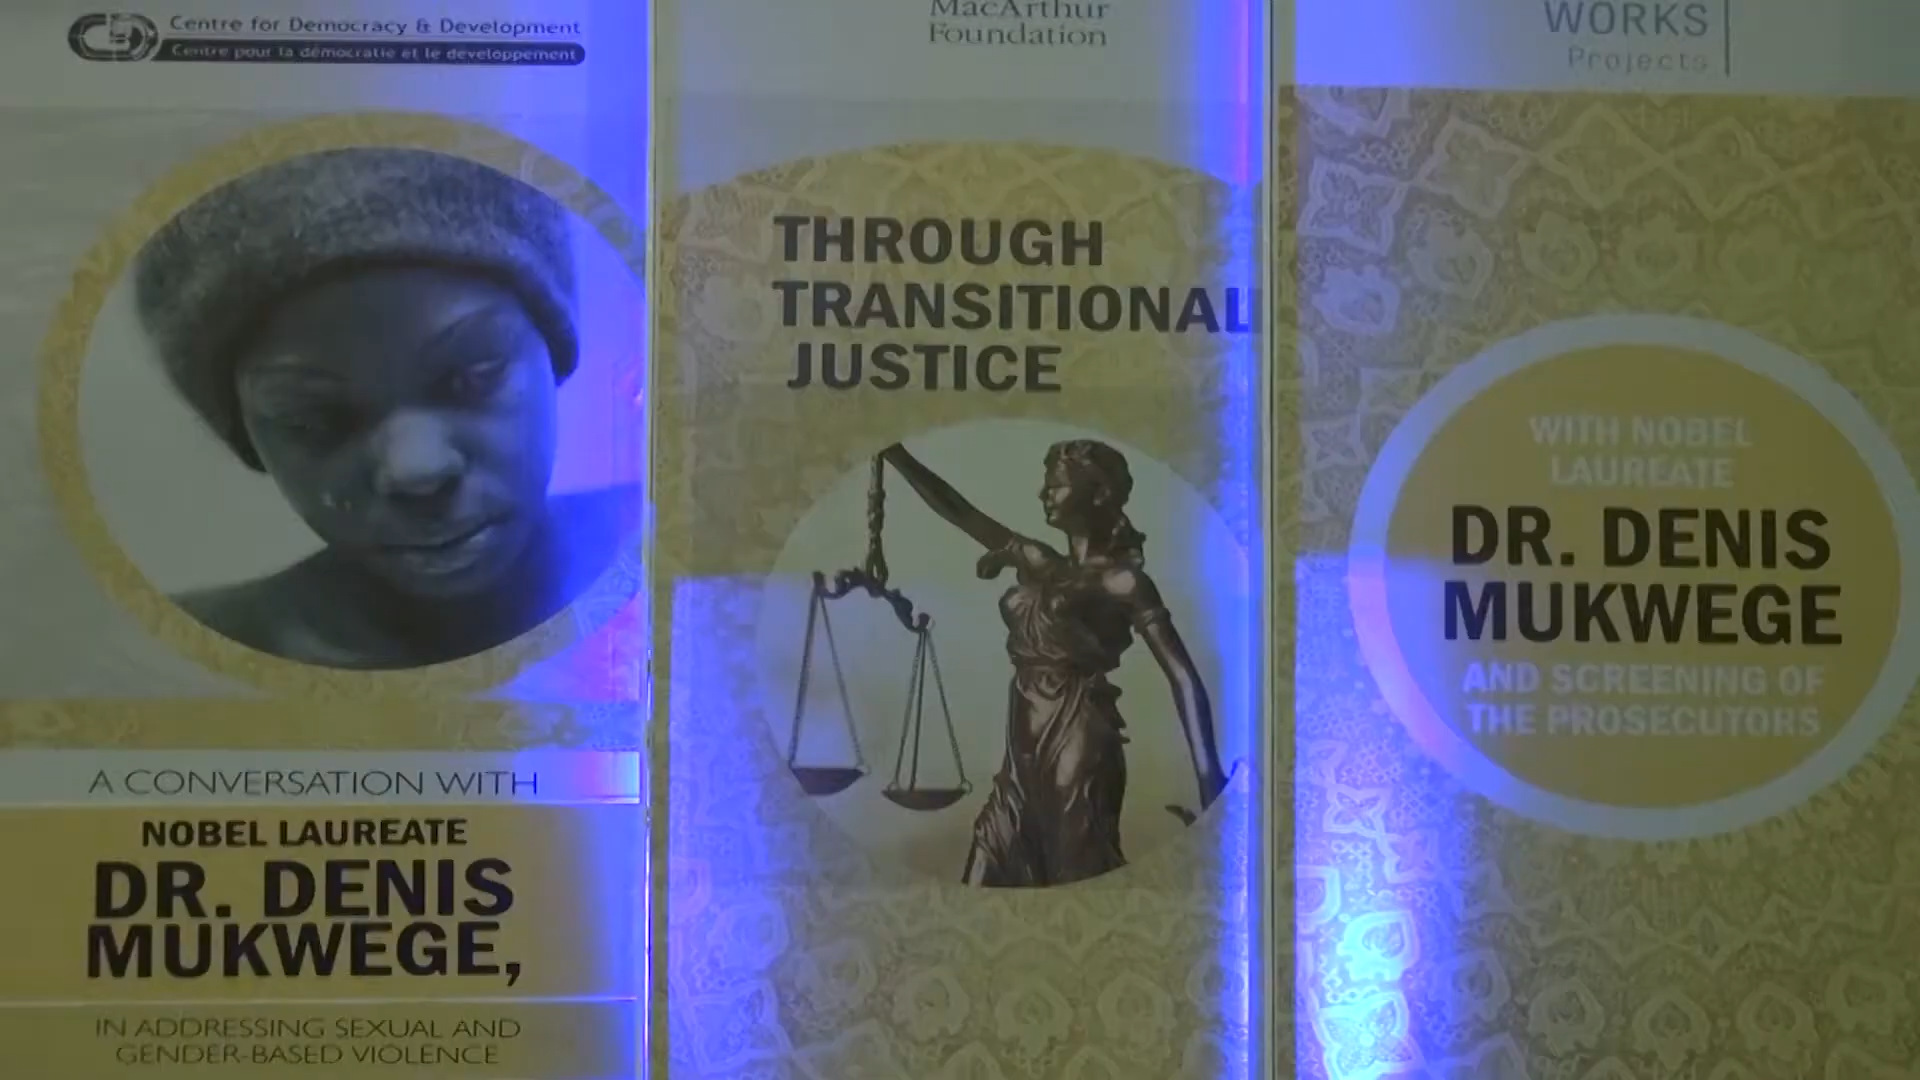 Centre for Democracy & Development
Centre pour la démocratie et le développement
A CONVERSATION WITH
NOBEL LAUREATE
DR. DENIS
MUKWEGE,
IN ADDRESSING SEXUAL AND
GENDER-BASED VIOLENCE
MacArthur
Foundation
THROUGH
TRANSITIONAL
JUSTICE
WORKS
Projects
WITH NOBEL
LAUREATE
DR. DENIS
MUKWEGE
AND SCREENING OF
THE PROSECUTORS